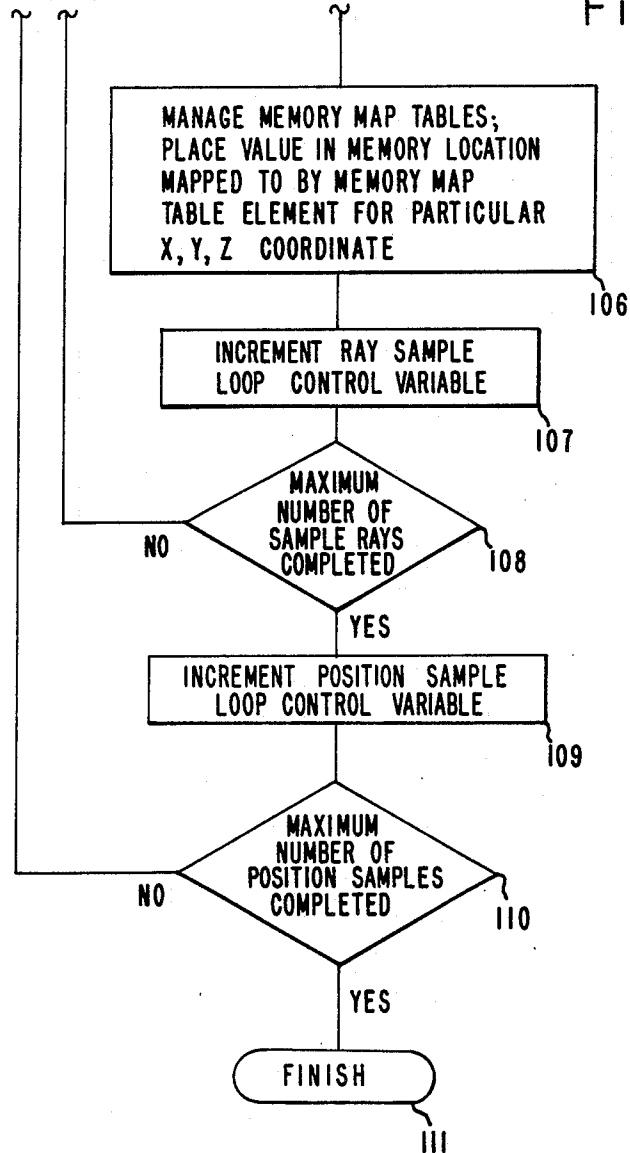 FI
MANAGE MEMORY MAP TABLES;
PLACE VALUE IN MEMORY LOCATION
MAPPED TO BY MEMORY MAP
TABLE ELEMENT FOR PARTICULAR
X, Y, Z COORDINATE
106
INCREMENT RAY SAMPLE
LOOP CONTROL VARIABLE
107
MAXIMUM
NUMBER OF
SAMPLE RAYS
COMPLETED
108
NO
YES
INCREMENT POSITION SAMPLE
LOOP CONTROL VARIABLE
109
MAXIMUM
NUMBER OF
POSITION SAMPLES
COMPLETED
110
NO
YES
FINISH
111